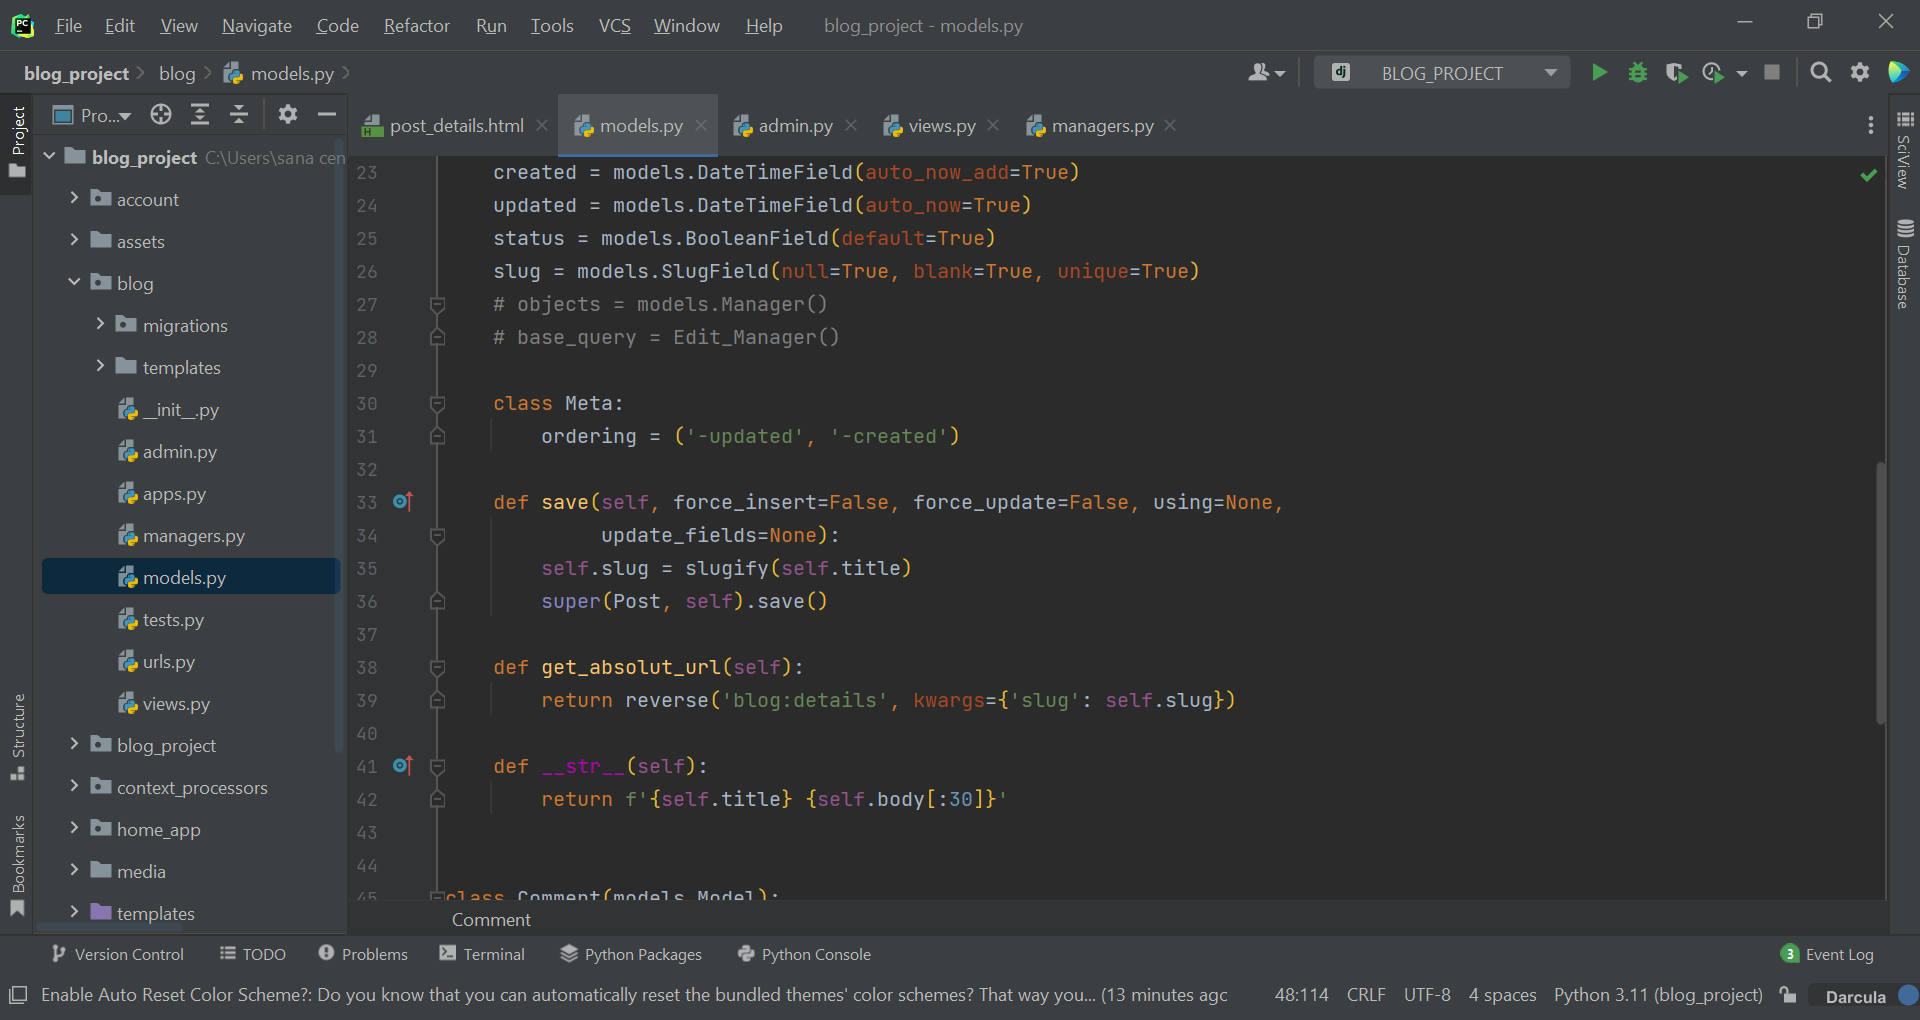 File Edit View Navigate Code Refactor Run Tools VCS Window Help blog_project - models.py
blog_project blog models.py BLOG_PROJECT
Project
Pro...
post_details.html models.py admin.py views.py managers.py
blog_project C:\Users\sana cen
account
assets
blog
migrations
templates
__init__.py
admin.py
apps.py
managers.py
models.py
tests.py
urls.py
views.py
blog_project
context_processors
home_app
media
templates
Structure
Bookmarks
23 created = models.DateTimeField(auto_now_add=True)
24 updated = models.DateTimeField(auto_now=True)
25 status = models.BooleanField(default=True)
26 slug = models.SlugField(null=True, blank=True, unique=True)
27 # objects = models.Manager()
28 # base_query = Edit_Manager()
29
30 class Meta:
31 ordering = ('-updated', '-created')
32
33 def save(self, force_insert=False, force_update=False, using=None,
34 update_fields=None):
35 self.slug = slugify(self.title)
36 super(Post, self).save()
37
38 def get_absolut_url(self):
39 return reverse('blog:details', kwargs={'slug': self.slug})
40
41 def __str__(self):
42 return f'{self.title} {self.body[:30]}'
43
44
45 class Comment(models.Model):
Comment
SciView
Database
Version Control TODO Problems Terminal Python Packages Python Console 3 Event Log
Enable Auto Reset Color Scheme?: Do you know that you can automatically reset the bundled themes' color schemes? That way you... (13 minutes agc 48:114 CRLF UTF-8 4 spaces Python 3.11 (blog_project) Darcula